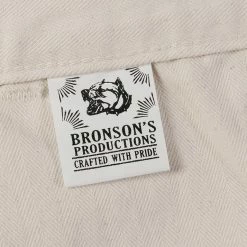 BRONSON'S
PRODUCTIONS
CRAFTED WITH PRIDE